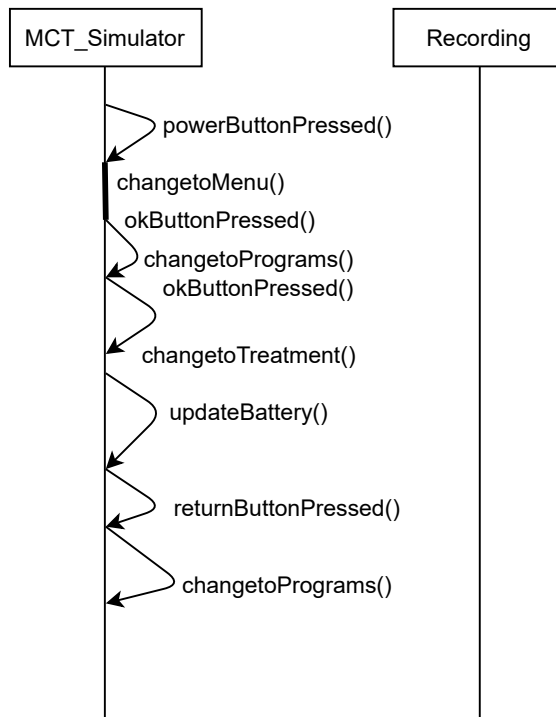 MCT_Simulator
Recording
powerButtonPressed()
changetoMenu()
okButtonPressed()
changetoPrograms()
okButtonPressed()
changetoTreatment()
updateBattery()
returnButtonPressed()
changetoPrograms()